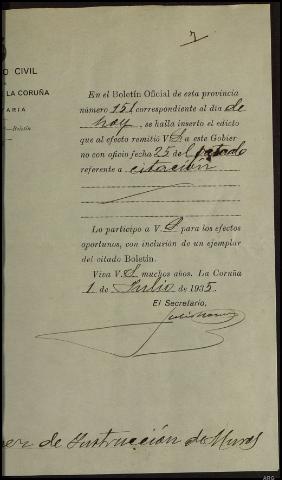 7
O CIVIL
LA CORUÑA
ARIA
Boletín
En el Boletín Oficial de esta provincia
número 151 correspondiente al día de
hoy, se halla inserto el edicto
que al efecto remitió V. S. a este Gobier
no con oficio fecha 25 del pasado
referente a citación
Lo participo a V. S. para los efectos
oportunos, con inclusión de un ejemplar
del citado Boletín.
Viva V. S. muchos años. La Coruña
1 de Julio de 1935.
El Secretario,
de Instrucción de Muros